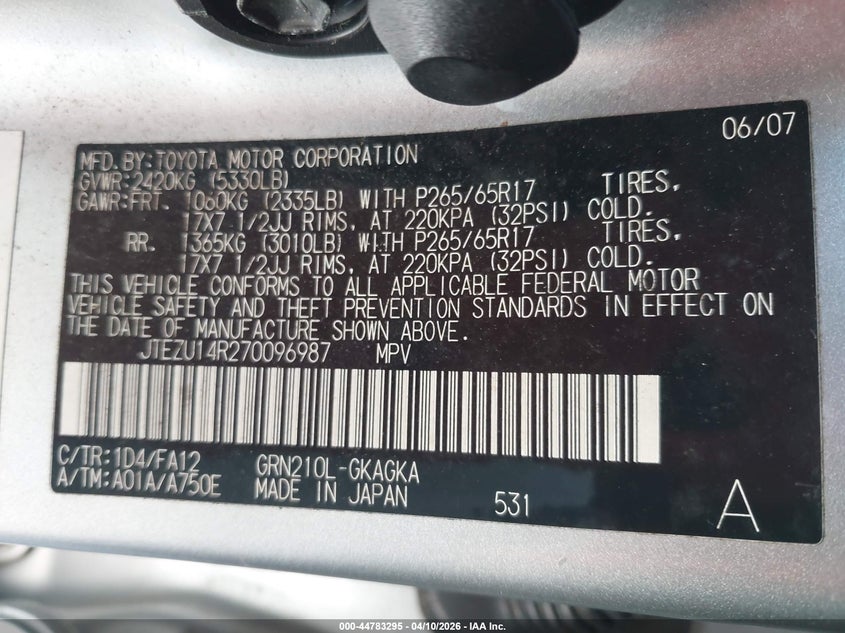 06/07
MFD.BY:TOYOTA MOTOR CORPORATION
GVWR:2420KG (5330LB)
GAWR:FRT. 1060KG (2335LB) WITH P265/65R17 TIRES,
17X7 1/2JJ RIMS, AT 220KPA (32PSI) COLD.
RR. 1365KG (3010LB) WITH P265/65R17 TIRES,
17X7 1/2JJ RIMS, AT 220KPA (32PSI) COLD.
THIS VEHICLE CONFORMS TO ALL APPLICABLE FEDERAL MOTOR
VEHICLE SAFETY AND THEFT PREVENTION STANDARDS IN EFFECT ON
THE DATE OF MANUFACTURE SHOWN ABOVE.
JTEZU14R270096987 MPV
C/TR:1D4/FA12 GRN210L-GKAGKA
A/TM:A01A/A750E MADE IN JAPAN 531 A
000-44783295 - 04/10/2026 - IAA Inc.